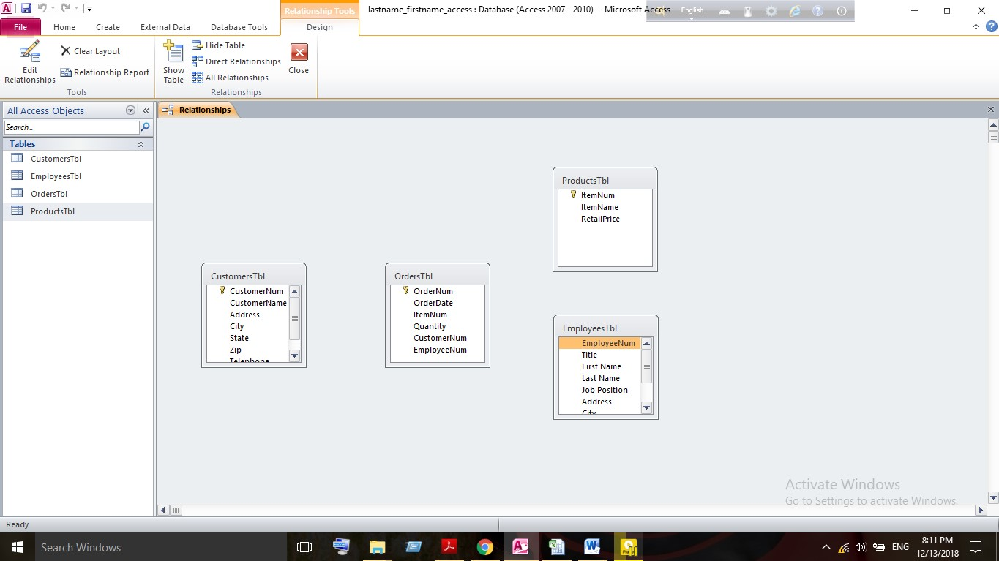 Relationship Tools
lastname_firstname_access : Database (Access 2007 - 2010) - Microsoft Access
English
File
Home
Create
External Data
Database Tools
Design
Edit
Relationships
Clear Layout
Relationship Report
Tools
Show
Table
Hide Table
Direct Relationships
All Relationships
Relationships
Close
All Access Objects
Search...
Tables
CustomersTbl
EmployeesTbl
OrdersTbl
ProductsTbl
Relationships
CustomersTbl
CustomerNum
CustomerName
Address
City
State
Zip
Telephone
OrdersTbl
OrderNum
OrderDate
ItemNum
Quantity
CustomerNum
EmployeeNum
ProductsTbl
ItemNum
ItemName
RetailPrice
EmployeesTbl
EmployeeNum
Title
First Name
Last Name
Job Position
Address
City
Activate Windows
Go to Settings to activate Windows.
Ready
Search Windows
ENG
8:11 PM
12/13/2018